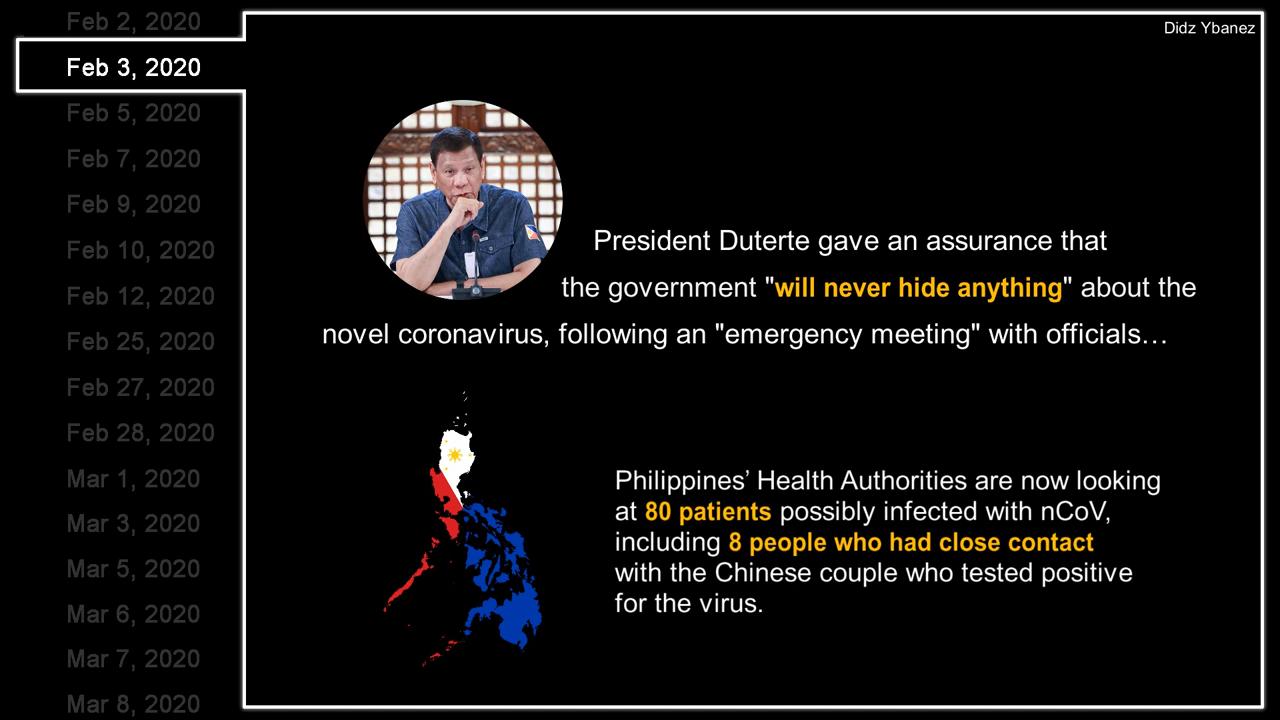 Feb 2, 2020
Feb 3, 2020
Feb 5, 2020
Feb 7, 2020
Feb 9, 2020
Feb 10, 2020
Feb 12, 2020
Feb 25, 2020
Feb 27, 2020
Feb 28, 2020
Mar 1, 2020
Mar 3, 2020
Mar 5, 2020
Mar 6, 2020
Mar 7, 2020
Mar 8, 2020
Didz Ybanez
President Duterte gave an assurance that
the government "will never hide anything" about the
novel coronavirus, following an "emergency meeting" with officials…
Philippines’ Health Authorities are now looking
at 80 patients possibly infected with nCoV,
including 8 people who had close contact
with the Chinese couple who tested positive
for the virus.